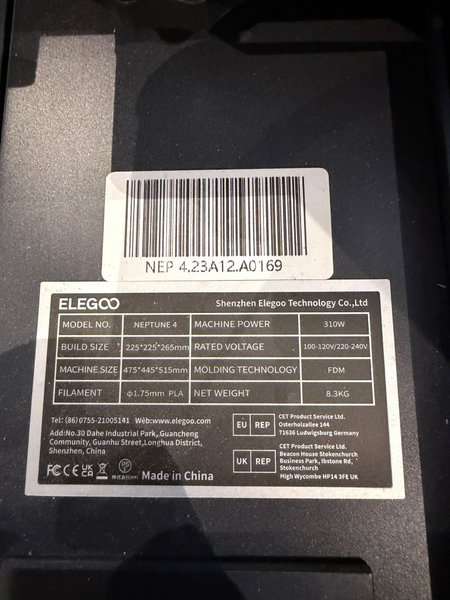 NEP 4.23A12.A0169
ELEGOO
Shenzhen Elegoo Technology Co.,Ltd
MODEL NO. NEPTUNE 4 MACHINE POWER 310W
BUILD SIZE 225*225*265mm RATED VOLTAGE 100-120V/220-240V
MACHINE SIZE 475*445*515mm MOLDING TECHNOLOGY FDM
FILAMENT Φ1.75mm PLA NET WEIGHT 8.3KG
Tel: (86)0755-21005141 Web:www.elegoo.com
Add:No.30 Dahe Industrial Park, Guancheng
Community, Guanhu Street,Longhua District,
Shenzhen, China
FC CE UKCA
Made in China
EU REP
CET Product Service Ltd.
Osterholzallee 144
71636 Ludwigsburg Germany
UK REP
CET Product Service Ltd.
Beacon House Stokenchurch
Business Park, Ibstone Rd,
Stokenchurch
High Wycombe HP14 3FE UK